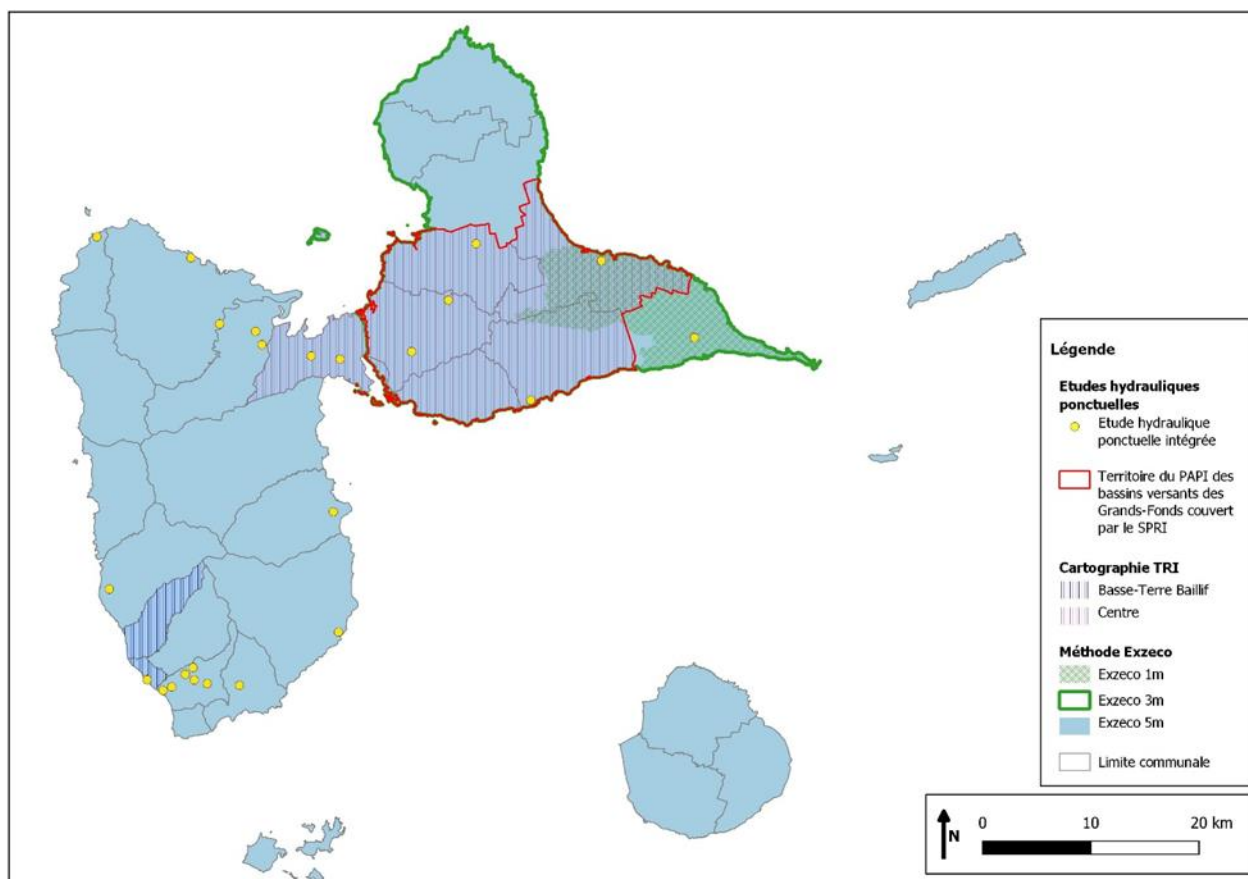 Légende
Etudes hydrauliques
ponctuelles
Etude hydraulique
ponctuelle intégrée
Territoire du PAPI des
bassins versants des
Grands-Fonds couvert
par le SPRI
Cartographie TRI
Basse-Terre Baillif
Centre
Méthode Exzeco
Exzeco 1m
Exzeco 3m
Exzeco 5m
Limite communale
N
0 10 20 km